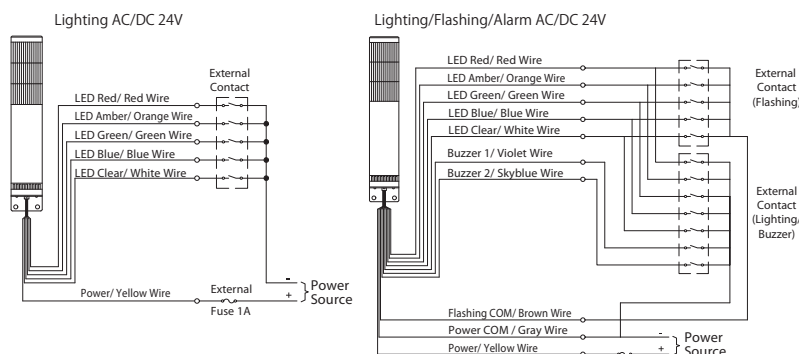 Lighting AC/DC 24V
External
Contact
LED Red/ Red Wire
LED Amber/ Orange Wire
LED Green/ Green Wire
LED Blue/ Blue Wire
LED Clear/ White Wire
-
+
Power
Source
Power/ Yellow Wire
External
Fuse 1A
Lighting/Flashing/Alarm AC/DC 24V
LED Red/ Red Wire
LED Amber/ Orange Wire
LED Green/ Green Wire
LED Blue/ Blue Wire
LED Clear/ White Wire
Buzzer 1/ Violet Wire
Buzzer 2/ Skyblue Wire
External
Contact
(Flashing)
External
Contact
(Lighting/
Buzzer)
Flashing COM/ Brown Wire
Power COM / Gray Wire
Power/ Yellow Wire
-
+
Power
Source